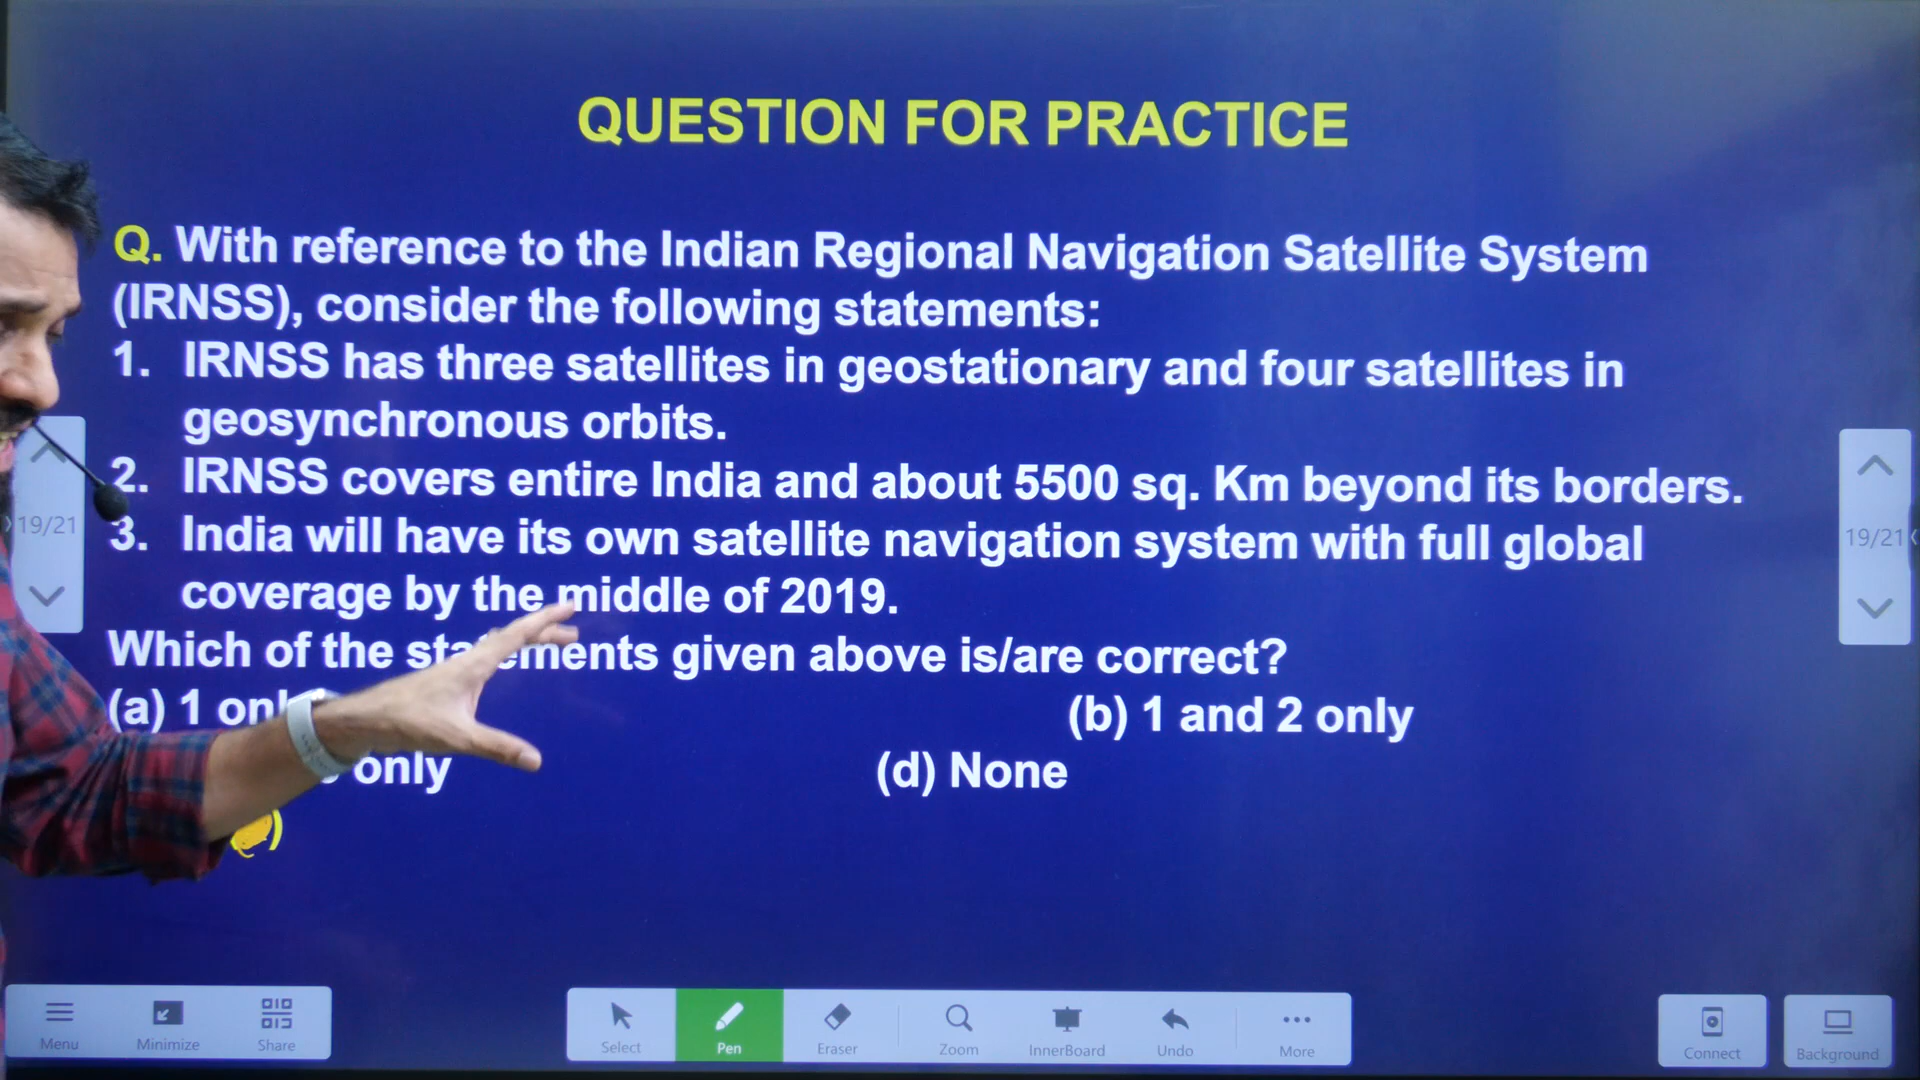 QUESTION FOR PRACTICE
Q. With reference to the Indian Regional Navigation Satellite System
(IRNSS), consider the following statements:
1. IRNSS has three satellites in geostationary and four satellites in
geosynchronous orbits.
2. IRNSS covers entire India and about 5500 sq. Km beyond its borders.
3. India will have its own satellite navigation system with full global
coverage by the middle of 2019.
Which of the statements given above is/are correct?
(a) 1 only
(b) 1 and 2 only
only
(d) None
19/21
19/21
Menu
Minimize
Share
Select
Pen
Eraser
Zoom
InnerBoard
Undo
More
Connect
Background